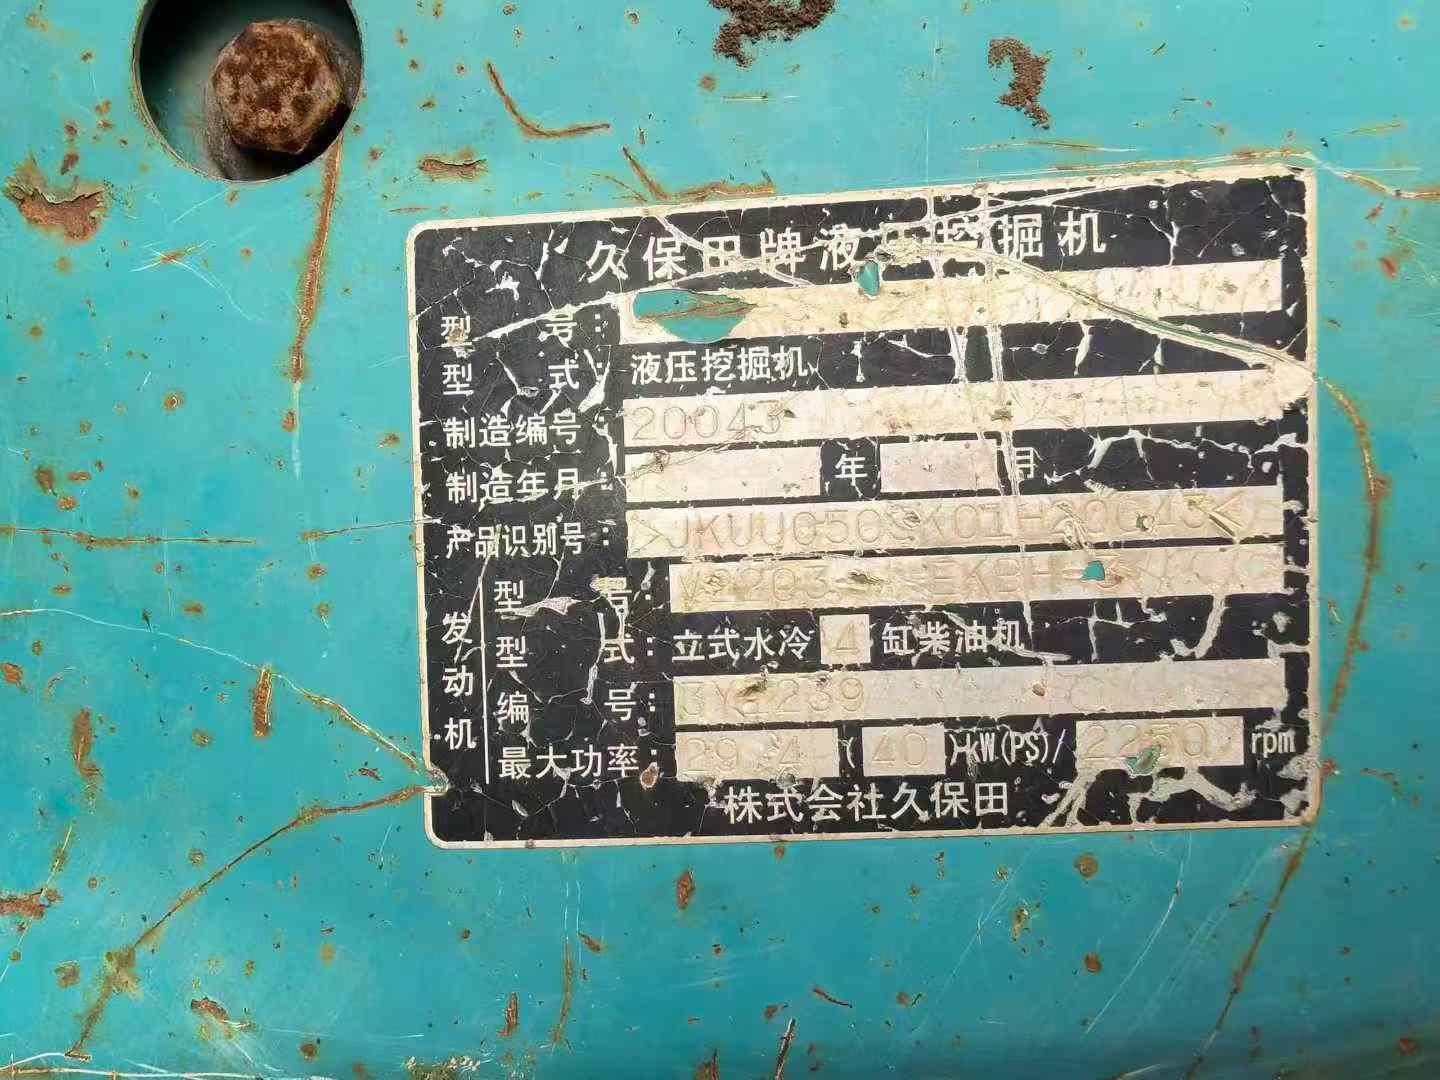 久保田牌液压挖掘机
型 号:
型 式: 液压挖掘机
制造编号: 20043
制造年月: 年 月
产品识别号:
发动机
型 号:
型 式: 立式水冷 4 缸柴油机
编 号:
最大功率: 29.4 (40) kW(PS)/ 2250 rpm
株式会社久保田